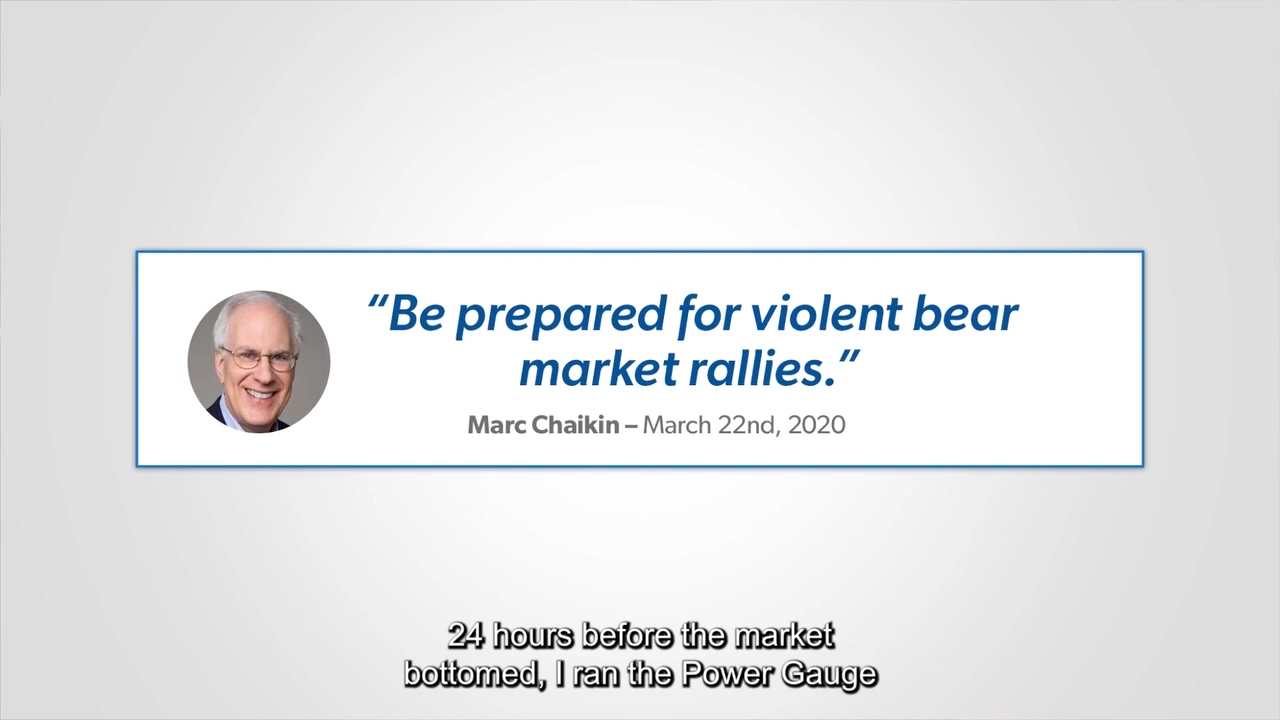 “Be prepared for violent bear
market rallies.”
Marc Chaikin – March 22nd, 2020
24 hours before the market
bottomed, I ran the Power Gauge